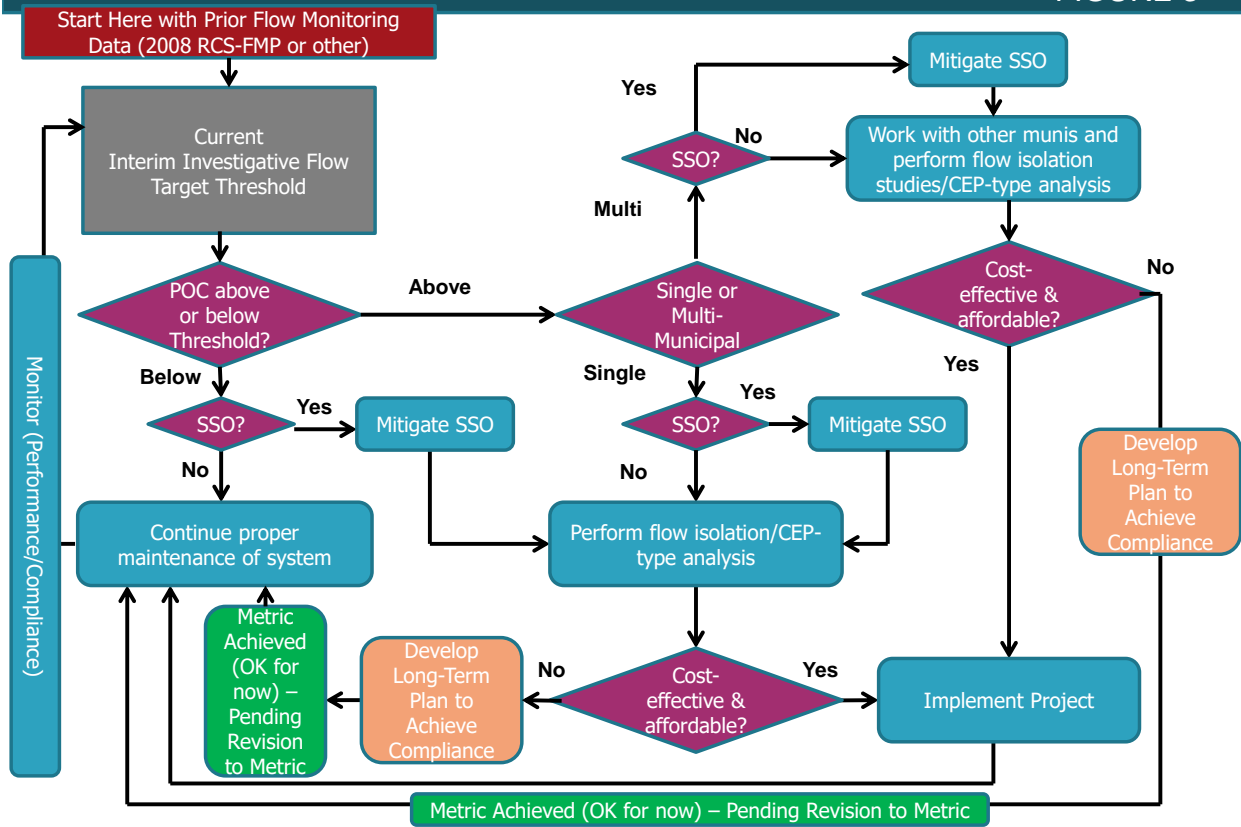 Start Here with Prior Flow Monitoring
Data (2008 RCS-FMP or other)
Current
Interim Investigative Flow
Target Threshold
POC above
or below
Threshold?
Above
Below
SSO?
Yes
Mitigate SSO
No
Continue proper
maintenance of system
Monitor (Performance/Compliance)
Single or
Multi-
Municipal
Multi
SSO?
Yes
Mitigate SSO
No
Work with other munis and
perform flow isolation
studies/CEP-type analysis
Cost-
effective &
affordable?
No
Yes
Develop
Long-Term
Plan to
Achieve
Compliance
Single
SSO?
Yes
Mitigate SSO
No
Perform flow isolation/CEP-
type analysis
Cost-
effective &
affordable?
Yes
Implement Project
No
Develop
Long-Term
Plan to
Achieve
Compliance
Metric
Achieved
(OK for
now) –
Pending
Revision
to Metric
Metric Achieved (OK for now) – Pending Revision to Metric